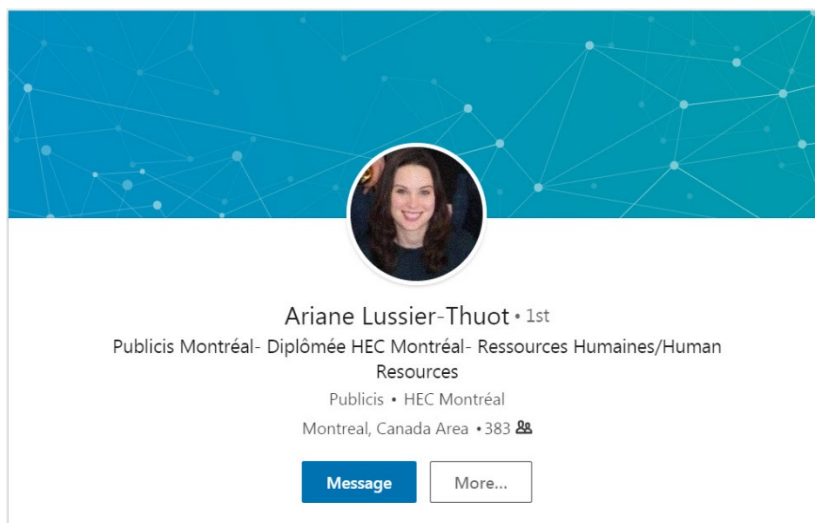 Ariane Lussier-Thuot • 1st
Publicis Montréal- Diplômée HEC Montréal- Ressources Humaines/Human
Resources
Publicis • HEC Montréal
Montreal, Canada Area • 383
Message
More...